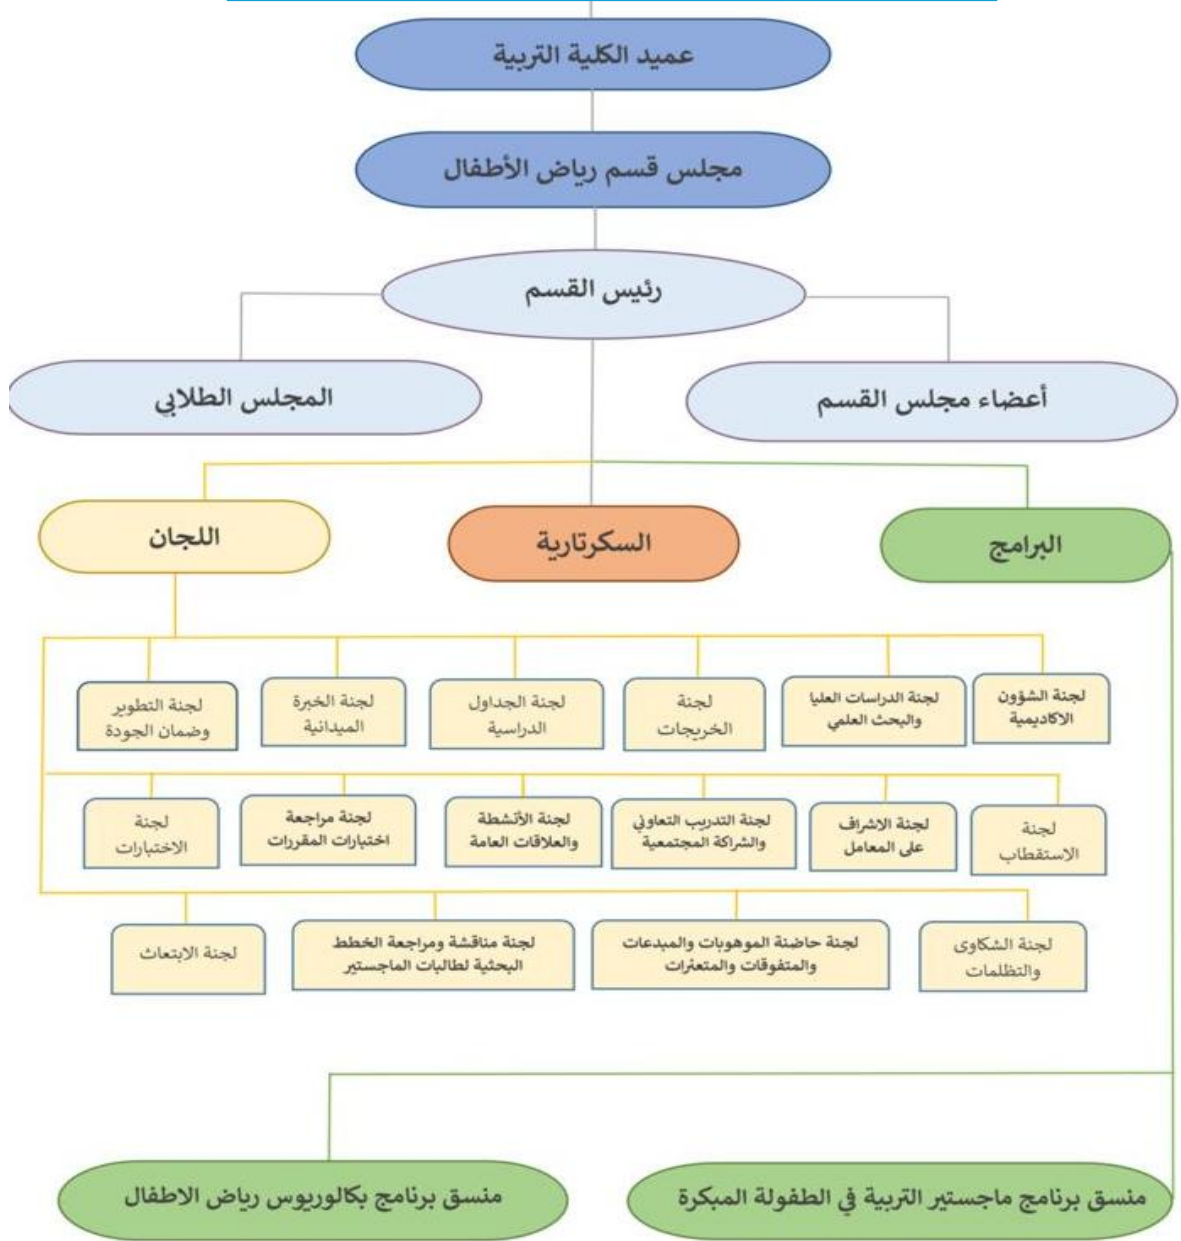 عميد الكلية التربية
مجلس قسم رياض الأطفال
رئيس القسم
أعضاء مجلس القسم
المجلس الطلابي
البرامج
السكرتارية
اللجان
لجنة الشؤون
الاكاديمية
لجنة الدراسات العليا
والبحث العلمي
لجنة
الخريجات
لجنة الجداول
الدراسية
لجنة الخبرة
الميدانية
لجنة التطوير
وضمان الجودة
لجنة
الاستقطاب
لجنة الاشراف
على المعامل
لجنة التدريب التعاوني
والشراكة المجتمعية
لجنة الأنشطة
والعلاقات العامة
لجنة مراجعة
اختبارات المقررات
لجنة
الاختبارات
لجنة الشكاوى
والتظلمات
لجنة حاضنة الموهوبات والمبدعات
والمتفوقات والمتعثرات
لجنة مناقشة ومراجعة الخطط
البحثية لطالبات الماجستير
لجنة الابتعاث
منسق برنامج ماجستير التربية في الطفولة المبكرة
منسق برنامج بكالوريوس رياض الاطفال